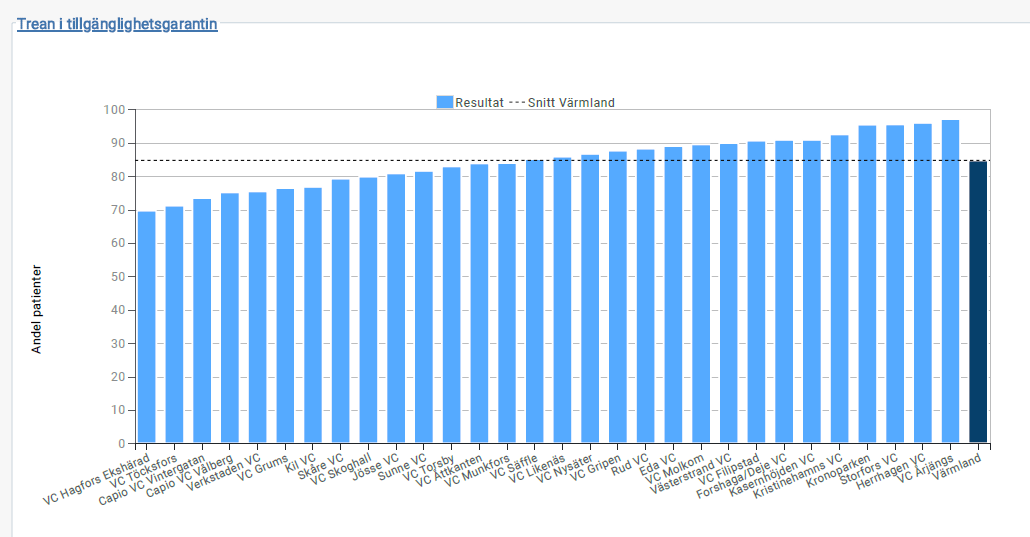 Trean i tillgänglighetsgarantin
Resultat --- Snitt Värmland
100
90
80
70
60
50
40
30
20
10
0
Andel patienter
VC Hagfors Ekshärad
VC Töcksfors
Capio VC Vintergatan
Capio VC Vålberg
Verkstaden VC
VC Grums
Kil VC
Skåre VC
VC Skoghall
Jösse VC
Sunne VC
VC Torsby
VC Åttkanten
VC Munkfors
VC Säffle
VC Likenäs
VC Nysäter
VC Gripen
Rud VC
Eda VC
VC Molkom
Västerstrand VC
VC Filipstad
Forshaga/Deje VC
Kasernhöjden VC
Kristinehamns VC
Kronoparken
Storfors VC
Herrhagen VC
VC Årjängs
Värmland